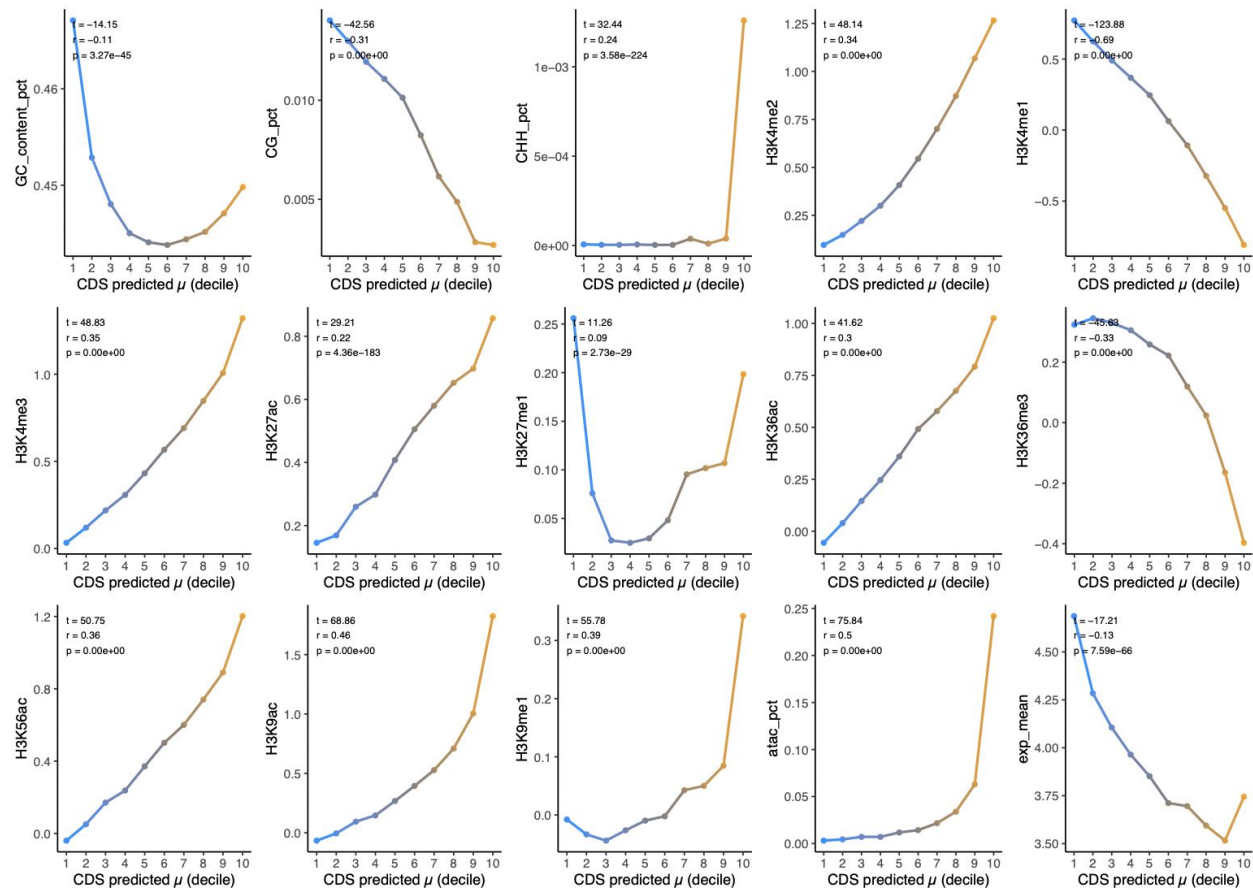 t = −14.15
r = −0.11
p = 3.27e−45
0.46
0.45
GC_content_pct
1 2 3 4 5 6 7 8 9 10
CDS predicted μ (decile)
t = −42.56
r = −0.31
p = 0.00e+00
0.010
0.005
CG_pct
1 2 3 4 5 6 7 8 9 10
CDS predicted μ (decile)
t = 32.44
r = 0.24
p = 3.58e−224
1e−03
5e−04
0e+00
CHH_pct
1 2 3 4 5 6 7 8 9 10
CDS predicted μ (decile)
t = 48.14
r = 0.34
p = 0.00e+00
1.25
1.00
0.75
0.50
0.25
H3K4me2
1 2 3 4 5 6 7 8 9 10
CDS predicted μ (decile)
t = −123.88
r = −0.69
p = 0.00e+00
0.5
0.0
−0.5
H3K4me1
1 2 3 4 5 6 7 8 9 10
CDS predicted μ (decile)
t = 48.83
r = 0.35
p = 0.00e+00
1.0
0.5
0.0
H3K4me3
1 2 3 4 5 6 7 8 9 10
CDS predicted μ (decile)
t = 29.21
r = 0.22
p = 4.36e−183
0.8
0.6
0.4
0.2
H3K27ac
1 2 3 4 5 6 7 8 9 10
CDS predicted μ (decile)
t = 11.26
r = 0.09
p = 2.73e−29
0.25
0.20
0.15
0.10
0.05
H3K27me1
1 2 3 4 5 6 7 8 9 10
CDS predicted μ (decile)
t = 41.62
r = 0.3
p = 0.00e+00
1.00
0.75
0.50
0.25
0.00
H3K36ac
1 2 3 4 5 6 7 8 9 10
CDS predicted μ (decile)
t = −45.63
r = −0.33
p = 0.00e+00
0.2
0.0
−0.2
−0.4
H3K36me3
1 2 3 4 5 6 7 8 9 10
CDS predicted μ (decile)
t = 50.75
r = 0.36
p = 0.00e+00
1.2
0.8
0.4
0.0
H3K56ac
1 2 3 4 5 6 7 8 9 10
CDS predicted μ (decile)
t = 68.86
r = 0.46
p = 0.00e+00
1.5
1.0
0.5
0.0
H3K9ac
1 2 3 4 5 6 7 8 9 10
CDS predicted μ (decile)
t = 55.78
r = 0.39
p = 0.00e+00
0.3
0.2
0.1
0.0
H3K9me1
1 2 3 4 5 6 7 8 9 10
CDS predicted μ (decile)
t = 75.84
r = 0.5
p = 0.00e+00
0.25
0.20
0.15
0.10
0.05
0.00
atac_pct
1 2 3 4 5 6 7 8 9 10
CDS predicted μ (decile)
t = −17.21
r = −0.13
p = 7.59e−66
4.50
4.25
4.00
3.75
3.50
exp_mean
1 2 3 4 5 6 7 8 9 10
CDS predicted μ (decile)